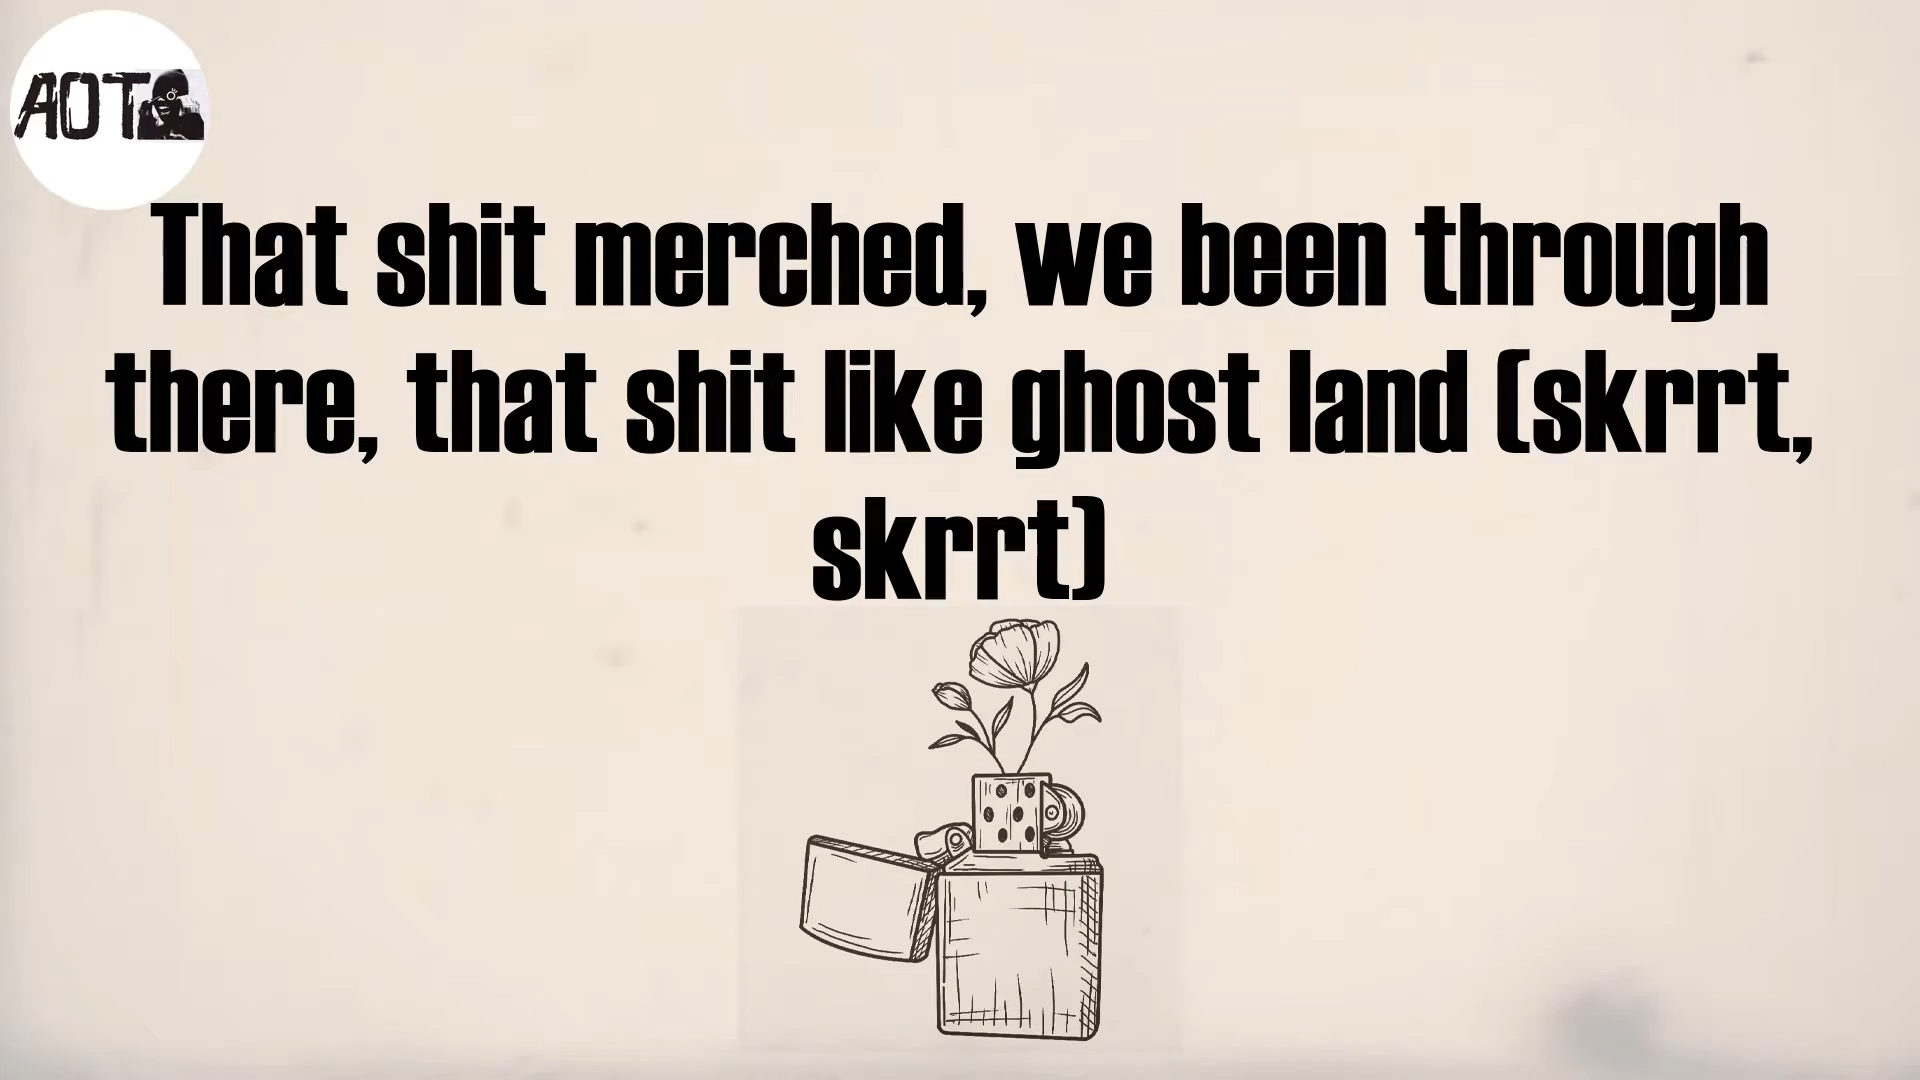 AOT
That shit merched, we been through
there, that shit like ghost land (skrrt,
skrrt)